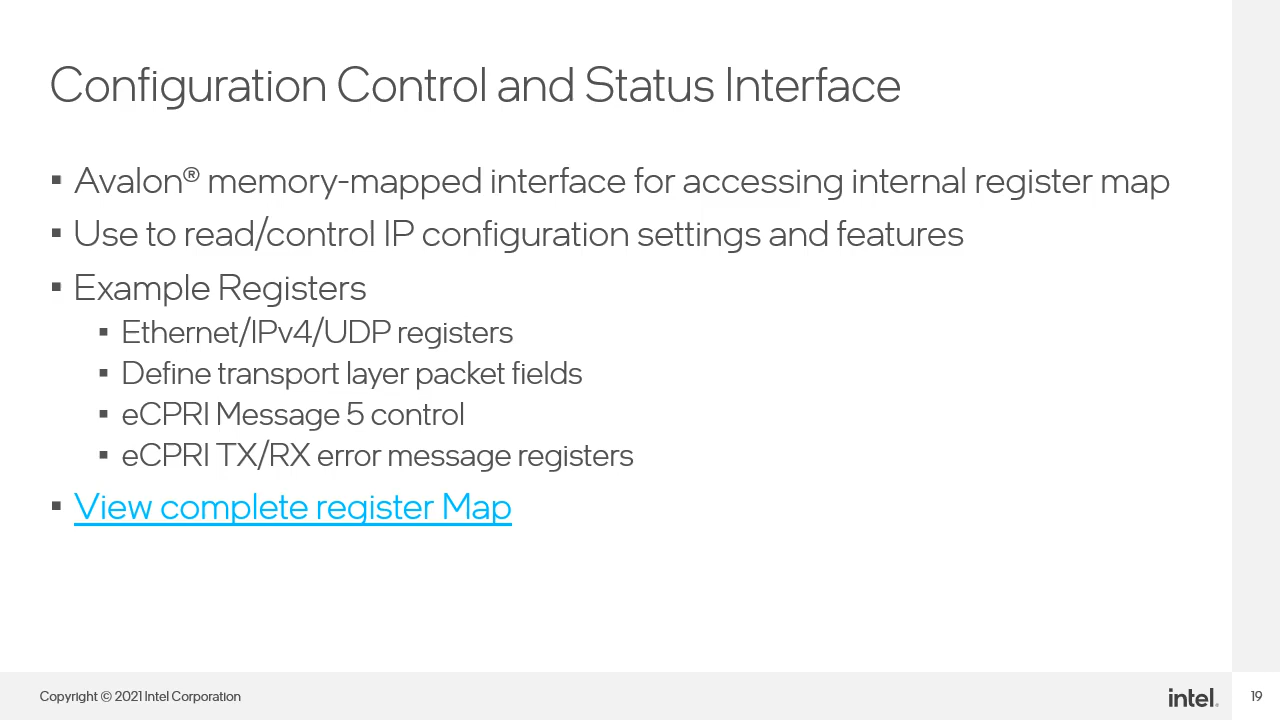 Configuration Control and Status Interface
▪ Avalon® memory-mapped interface for accessing internal register map
▪ Use to read/control IP configuration settings and features
▪ Example Registers
▪ Ethernet/IPv4/UDP registers
▪ Define transport layer packet fields
▪ eCPRI Message 5 control
▪ eCPRI TX/RX error message registers
▪ View complete register Map
Copyright © 2021 Intel Corporation
intel.
19